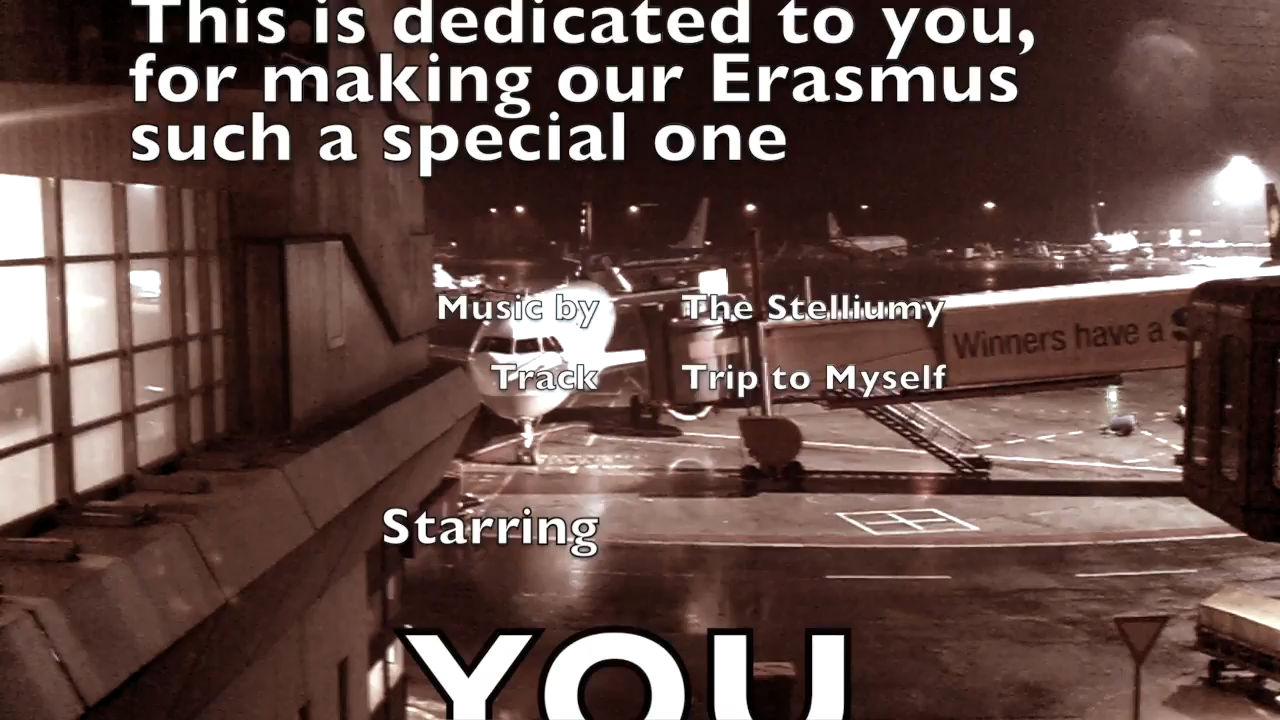 This is dedicated to you,
for making our Erasmus
such a special one
Music by The Stelliumy
Winners have a
Track Trip to Myself
Starring
YOU